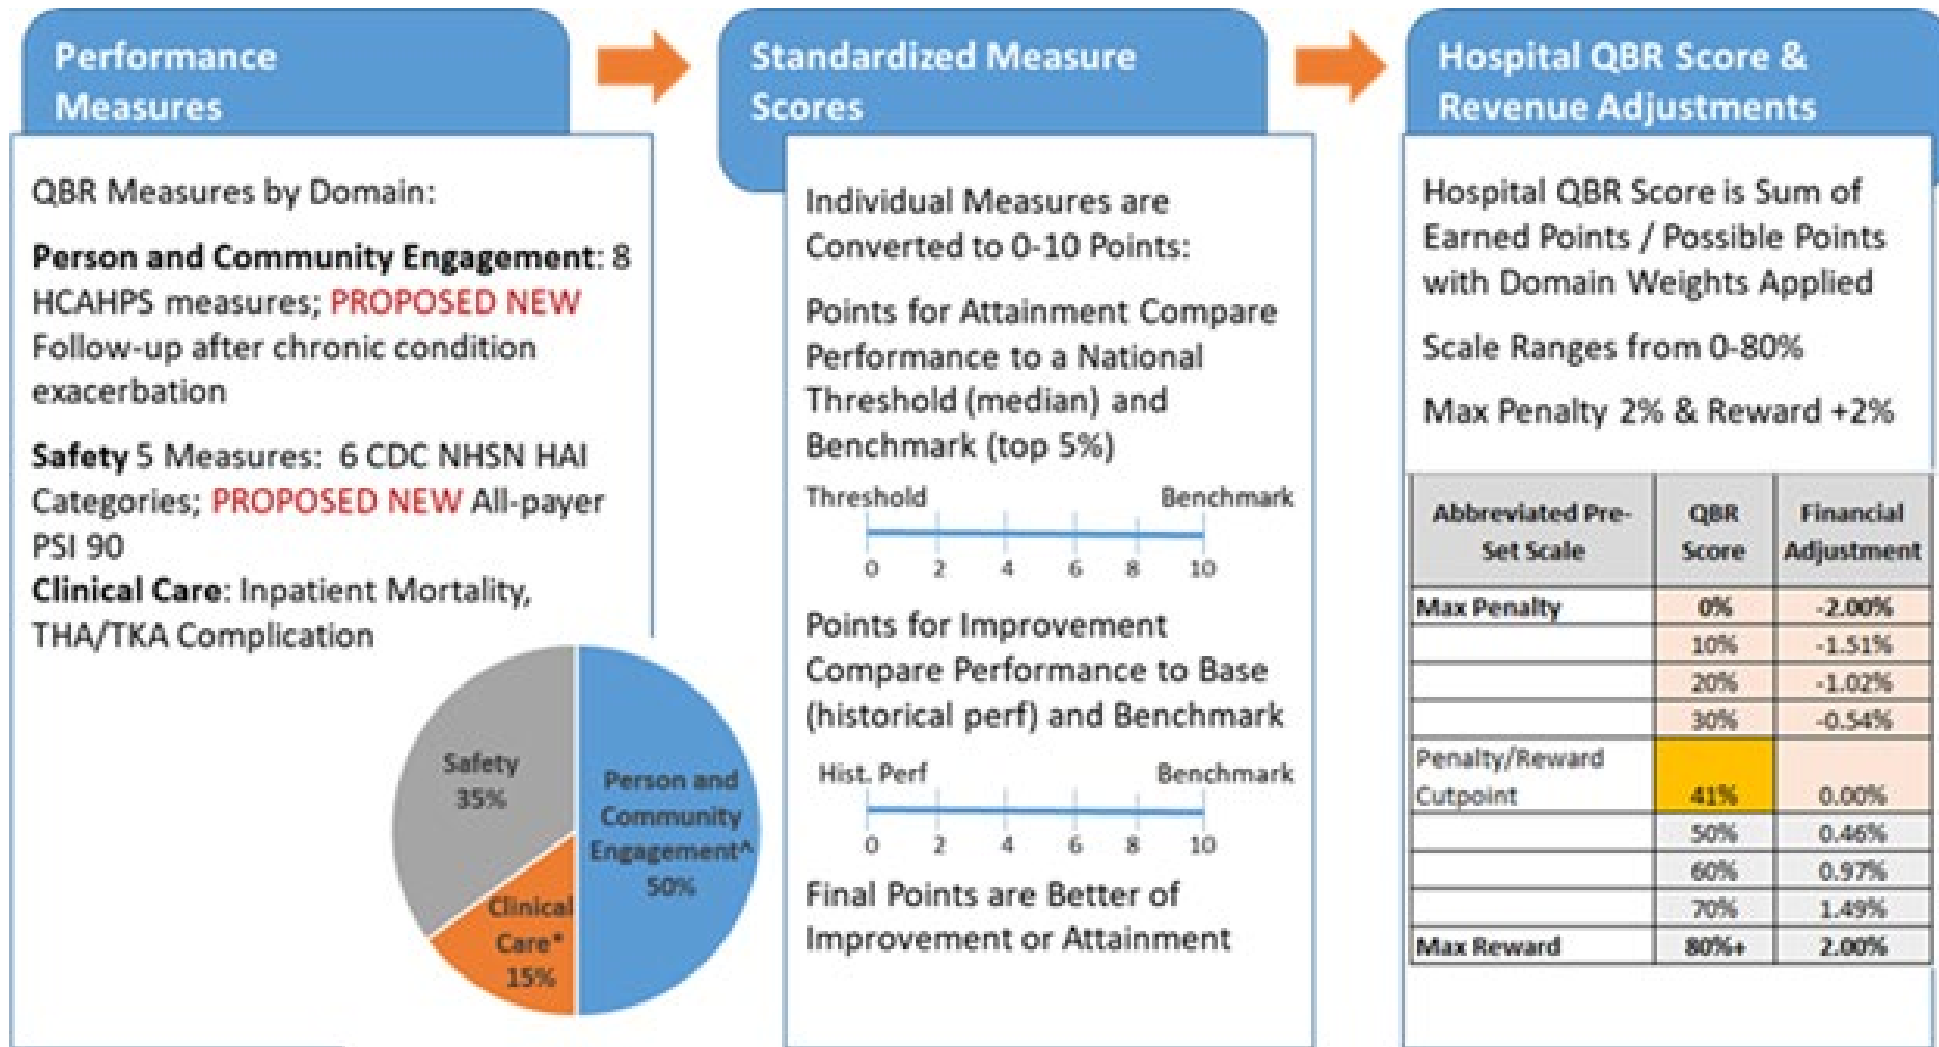 Performance
Measures
QBR Measures by Domain:
Person and Community Engagement: 8
HCAHPS measures; PROPOSED NEW
Follow-up after chronic condition
exacerbation
Safety 5 Measures: 6 CDC NHSN HAI
Categories; PROPOSED NEW All-payer
PSI 90
Clinical Care: Inpatient Mortality,
THA/TKA Complication
Safety
35%
Person and
Community
Engagement^
50%
Clinical
Care*
15%
Standardized Measure
Scores
Individual Measures are
Converted to 0-10 Points:
Points for Attainment Compare
Performance to a National
Threshold (median) and
Benchmark (top 5%)
Threshold Benchmark
0 2 4 6 8 10
Points for Improvement
Compare Performance to Base
(historical perf) and Benchmark
Hist. Perf Benchmark
0 2 4 6 8 10
Final Points are Better of
Improvement or Attainment
Hospital QBR Score &
Revenue Adjustments
Hospital QBR Score is Sum of
Earned Points / Possible Points
with Domain Weights Applied
Scale Ranges from 0-80%
Max Penalty 2% & Reward +2%
Abbreviated Pre- QBR Financial
Set Scale Score Adjustment
Max Penalty 0% -2.00%
10% -1.51%
20% -1.02%
30% -0.54%
Penalty/Reward
Cutpoint 41% 0.00%
50% 0.46%
60% 0.97%
70% 1.49%
Max Reward 80%+ 2.00%